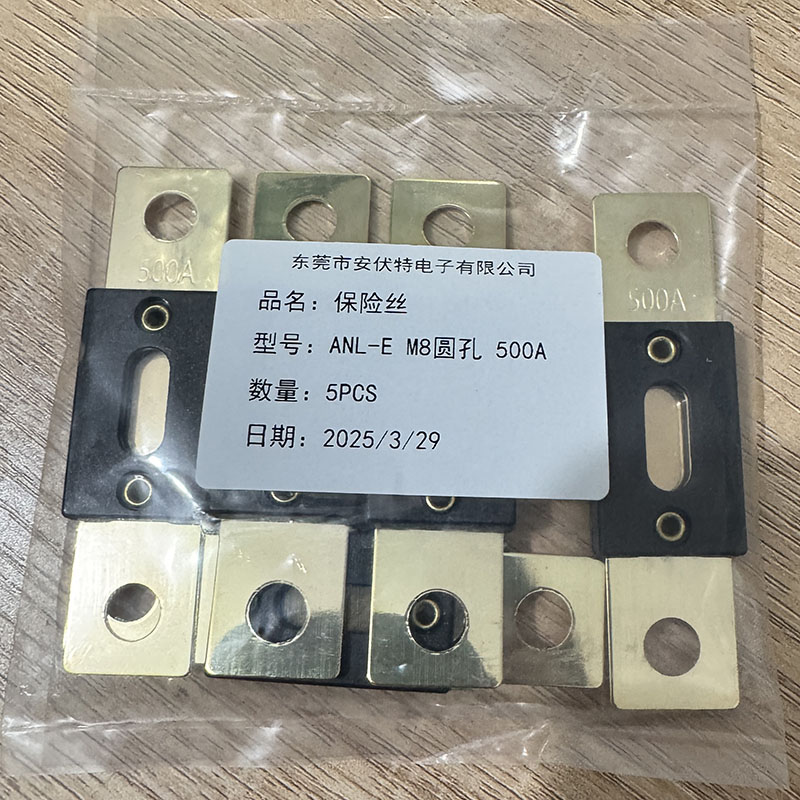 东莞市安伏特电子有限公司
品名：保险丝
型号：ANL-E M8圆孔 500A
数量：5PCS
日期：2025/3/29
500A
500A